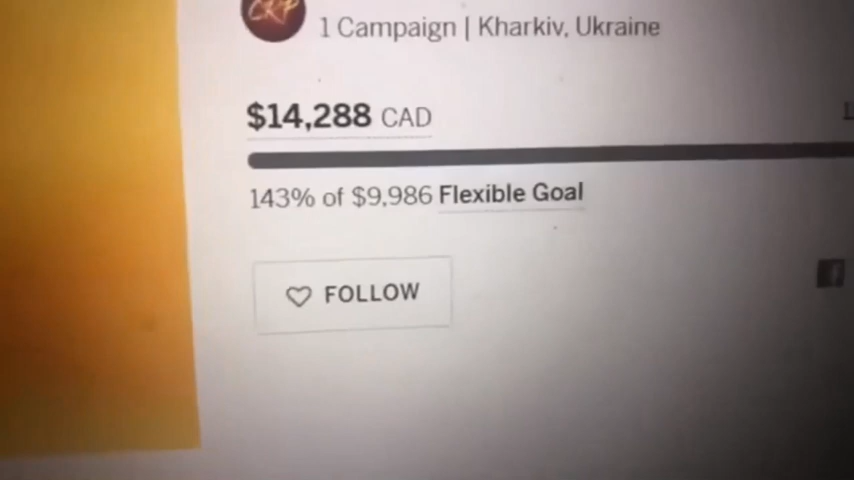 1 Campaign | Kharkiv, Ukraine
$14,288 CAD
143% of $9,986 Flexible Goal
FOLLOW